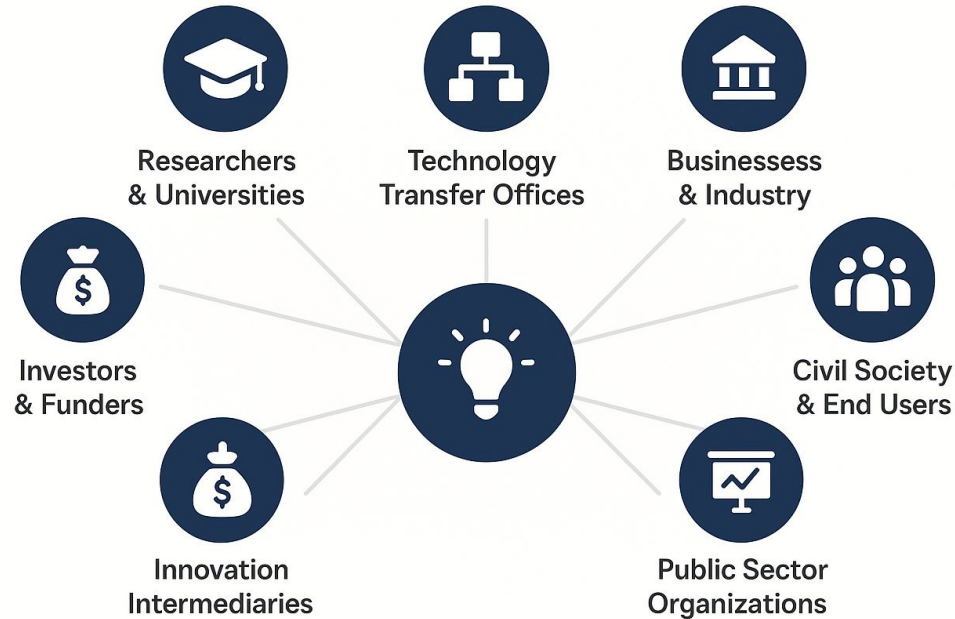 Researchers
& Universities
Technology
Transfer Offices
Businessess
& Industry
$
Investors
& Funders
Civil Society
& End Users
$
Innovation
Intermediaries
Public Sector
Organizations